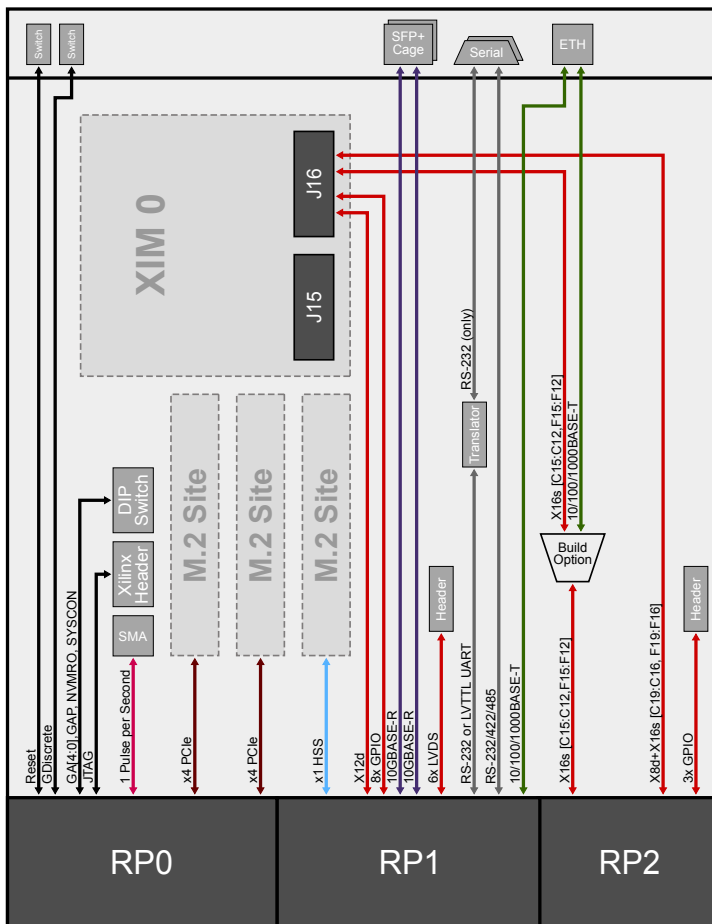 Switch
Switch
SFP+
Cage
Serial
ETH
XIM 0
J16
J15
RS-232 (only)
Translator
X16s [C15:C12,F15:F12]
10/100/1000BASE-T
DIP
Switch
Xilinx
Header
SMA
M.2 Site
M.2 Site
M.2 Site
Header
Build
Option
Header
Reset
GDiscrete
GA[4:0],GAP, NVMRO, SYSCON
JTAG
1 Pulse per Second
x4 PCIe
x4 PCIe
x1 HSS
X12d
8x GPIO
10GBASE-R
10GBASE-R
6x LVDS
RS-232 or LVTTL UART
RS-232/422/485
10/100/1000BASE-T
X16s [C15:C12,F15:F12]
X8d+X16s [C19:C16, F19:F16]
3x GPIO
RP0
RP1
RP2